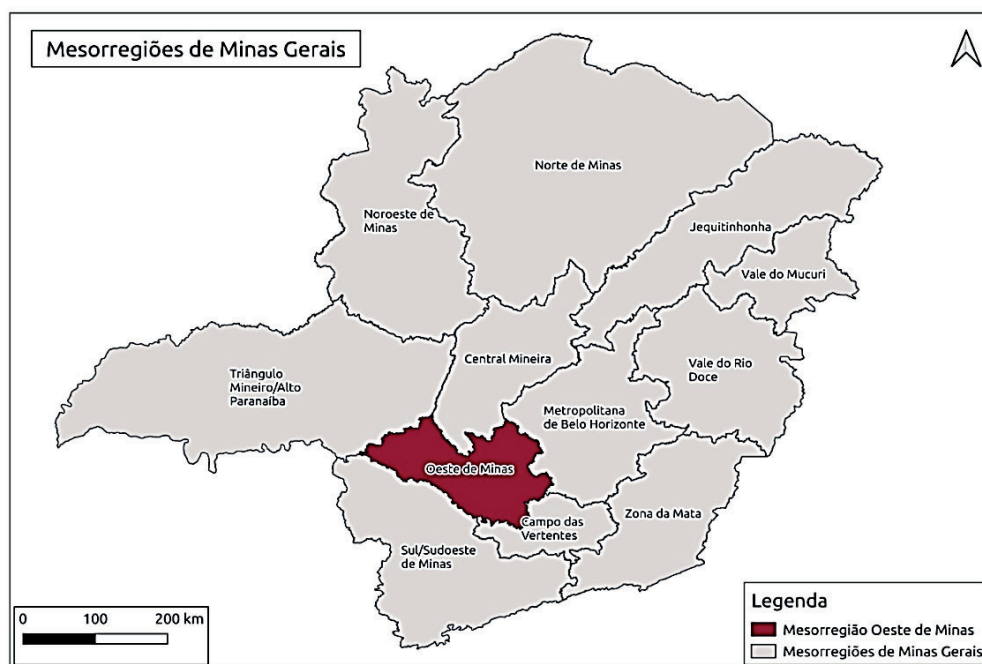 Mesorregiões de Minas Gerais
Norte de Minas
Noroeste de
Minas
Jequitinhonha
Vale do Mucuri
Central Mineira
Vale do Rio
Doce
Triângulo
Mineiro/Alto
Paranaíba
Metropolitana
de Belo Horizonte
Oeste de Minas
Zona da Mata
Campo das
Vertentes
Sul/Sudoeste
de Minas
0 100 200 km
Legenda
Mesorregião Oeste de Minas
Mesorregiões de Minas Gerais